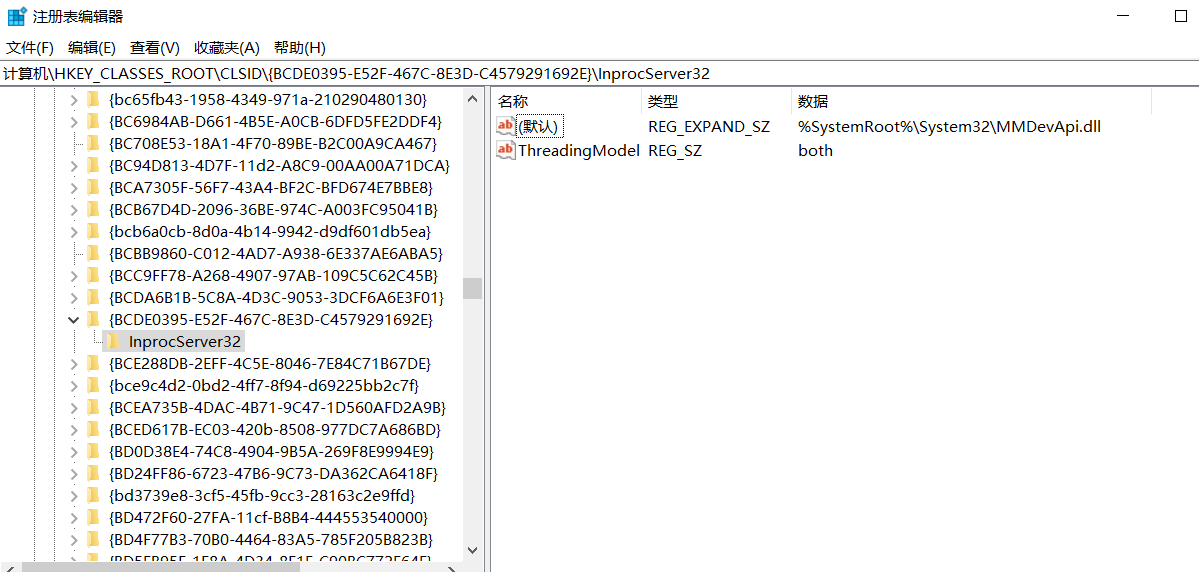 注册表编辑器
文件(F) 编辑(E) 查看(V) 收藏夹(A) 帮助(H)
计算机\HKEY_CLASSES_ROOT\CLSID\{BCDE0395-E52F-467C-8E3D-C4579291692E}\InprocServer32
{bc65fb43-1958-4349-971a-210290480130}
{BC6984AB-D661-4B5E-A0CB-6DFD5FE2DDF4}
{BC708E53-18A1-4F70-89BE-B2C00A9CA467}
{BC94D813-4D7F-11d2-A8C9-00AA00A71DCA}
{BCA7305F-56F7-43A4-BF2C-BFD674E7BBE8}
{BCB67D4D-2096-36BE-974C-A003FC95041B}
{bcb6a0cb-8d0a-4b14-9942-d9df601db5ea}
{BCBB9860-C012-4AD7-A938-6E337AE6ABA5}
{BCC9FF78-A268-4907-97AB-109C5C62C45B}
{BCDA6B1B-5C8A-4D3C-9053-3DCF6A6E3F01}
{BCDE0395-E52F-467C-8E3D-C4579291692E}
InprocServer32
{BCE288DB-2EFF-4C5E-8046-7E84C71B67DE}
{bce9c4d2-0bd2-4ff7-8f94-d69225bb2c7f}
{BCEA735B-4DAC-4B71-9C47-1D560AFD2A9B}
{BCED617B-EC03-420b-8508-977DC7A686BD}
{BD0D38E4-74C8-4904-9B5A-269F8E9994E9}
{BD24FF86-6723-47B6-9C73-DA362CA6418F}
{bd3739e8-3cf5-45fb-9cc3-28163c2e9ffd}
{BD472F60-27FA-11cf-B8B4-444553540000}
{BD4F77B3-70B0-4464-83A5-785F205B823B}
名称 类型 数据
(默认) REG_EXPAND_SZ %SystemRoot%\System32\MMDevApi.dll
ThreadingModel REG_SZ both